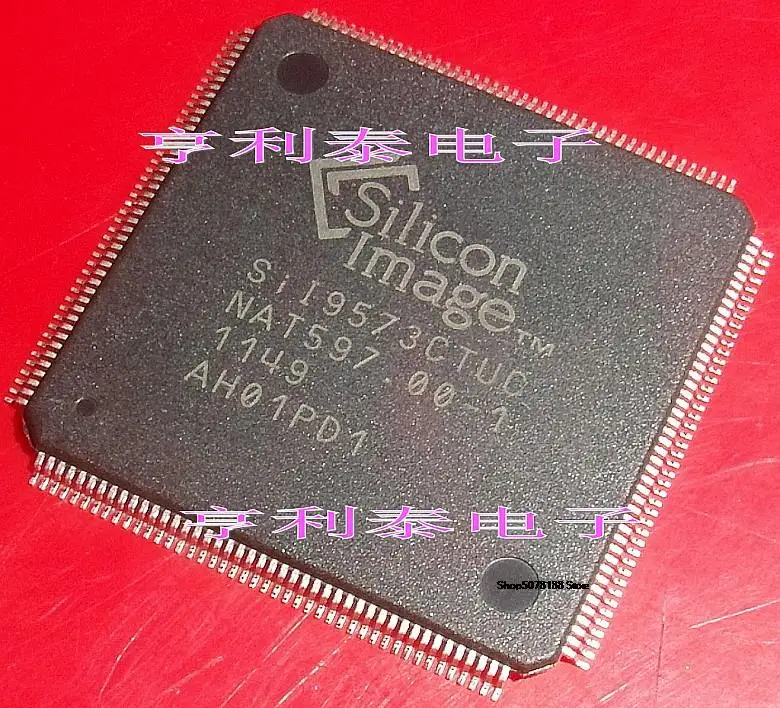 亨利泰电子
Silicon
Image™
SiI9573CTUC
NAT597.00-1
1149
AH01PD1
亨利泰电子
Shop5078188 Store